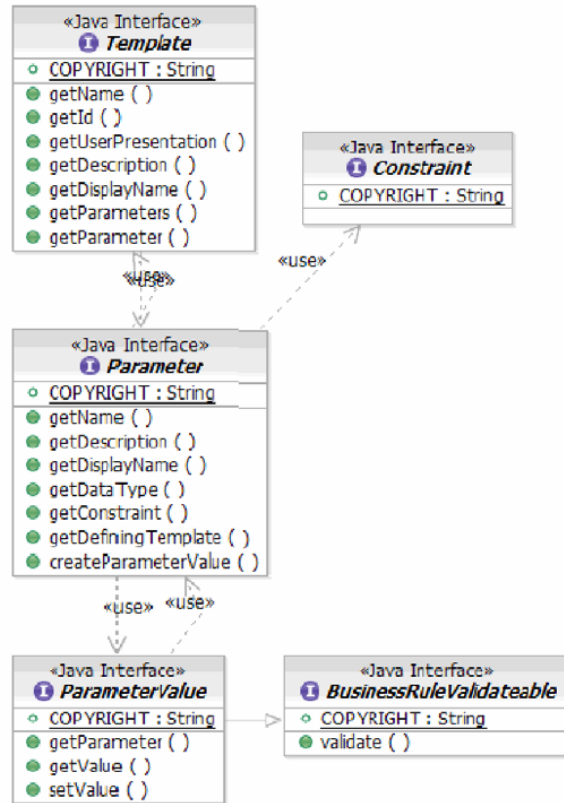 «Java Interface»
Template
COPYRIGHT : String
getName ( )
getId ( )
getUserPresentation ( )
getDescription ( )
getDisplayName ( )
getParameters ( )
getParameter ( )
«Java Interface»
Constraint
COPYRIGHT : String
«use»
«use»
«use»
«Java Interface»
Parameter
COPYRIGHT : String
getName ( )
getDescription ( )
getDisplayName ( )
getDataType ( )
getConstraint ( )
getDefiningTemplate ( )
createParameterValue ( )
«use»
«use»
«Java Interface»
ParameterValue
COPYRIGHT : String
getParameter ( )
getValue ( )
setValue ( )
«Java Interface»
BusinessRuleValidateable
COPYRIGHT : String
validate ( )